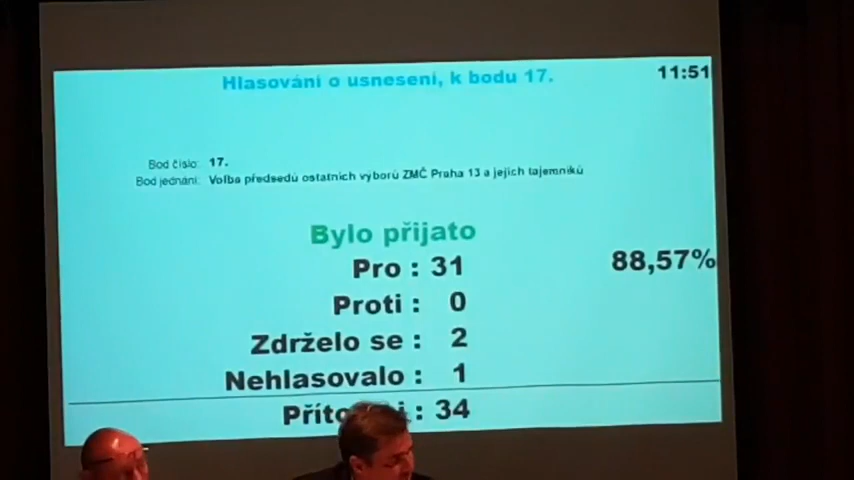 Hlasování o usnesení, k bodu 17.
11:51
Bod číslo: 17.
Bod jednání: Volba předsedů ostatních výborů ZMČ Praha 13 a jejich tajemníků
Bylo přijato
Pro : 31
88,57%
Proti : 0
Zdrželo se : 2
Nehlasovalo : 1
: 34